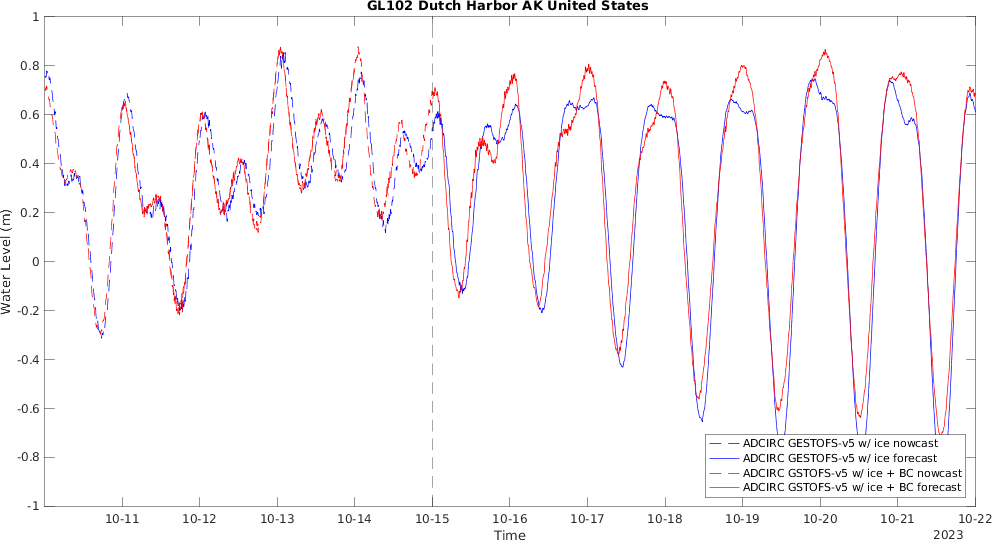 GL102 Dutch Harbor AK United States
1
0.8
0.6
0.4
0.2
0
-0.2
-0.4
-0.6
-0.8
-1
Water Level (m)
ADCIRC GESTOFS-v5 w/ ice nowcast
ADCIRC GESTOFS-v5 w/ ice forecast
ADCIRC GSTOFS-v5 w/ ice + BC nowcast
ADCIRC GSTOFS-v5 w/ ice + BC forecast
10-11 10-12 10-13 10-14 10-15 10-16 10-17 10-18 10-19 10-20 10-21 10-22
Time
2023